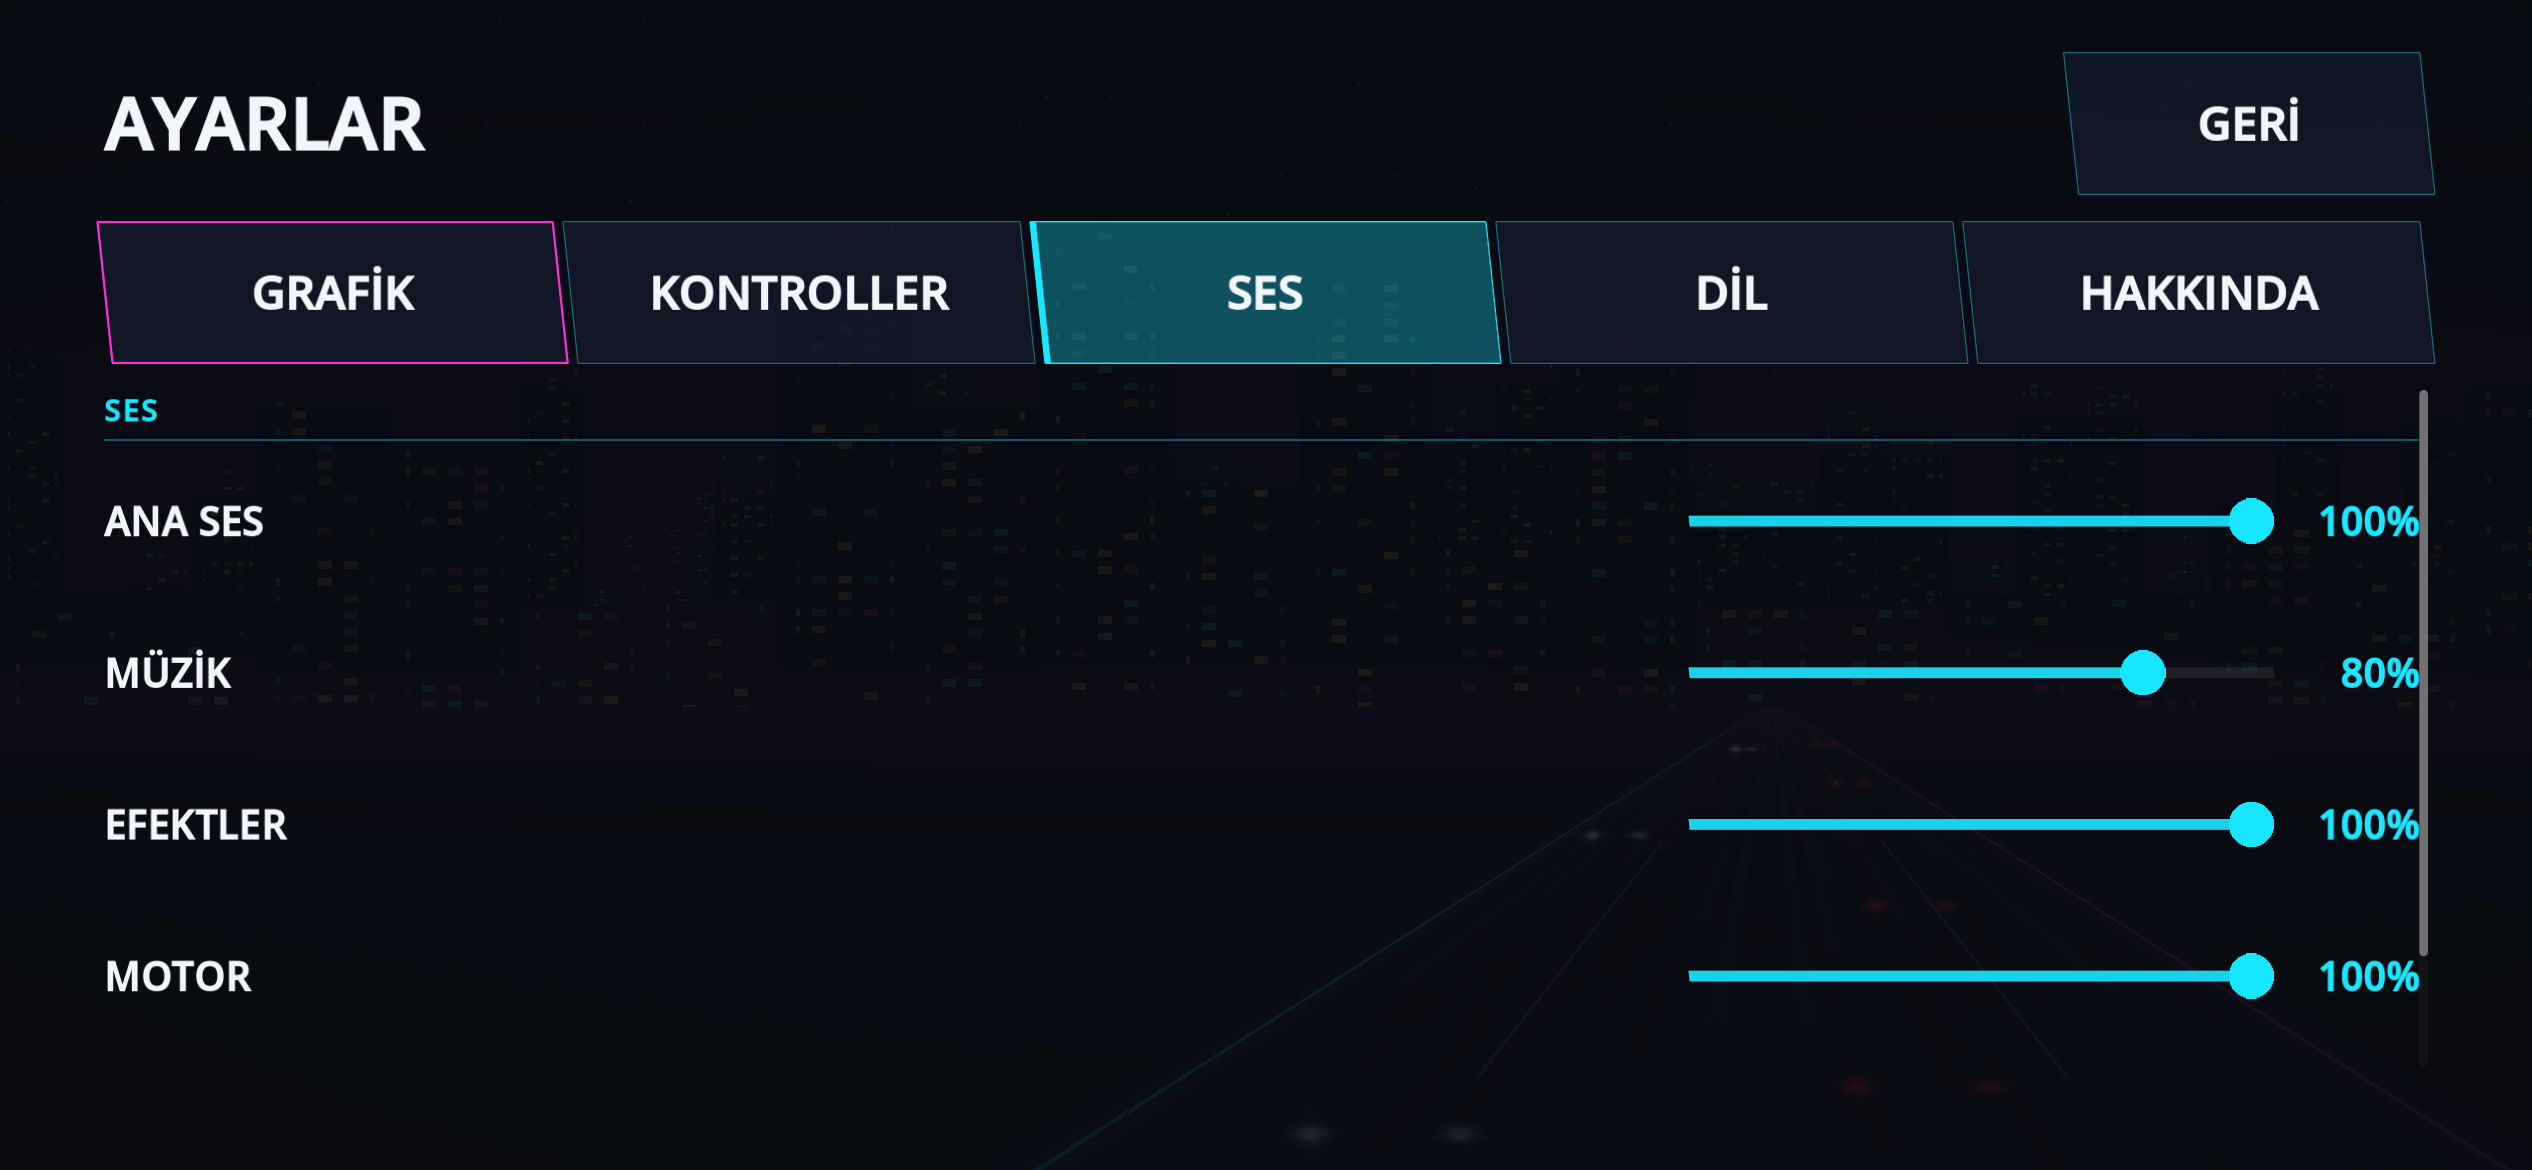 AYARLAR
GERİ
GRAFİK
KONTROLLER
SES
DİL
HAKKINDA
SES
ANA SES
100%
MÜZİK
80%
EFEKTLER
100%
MOTOR
100%